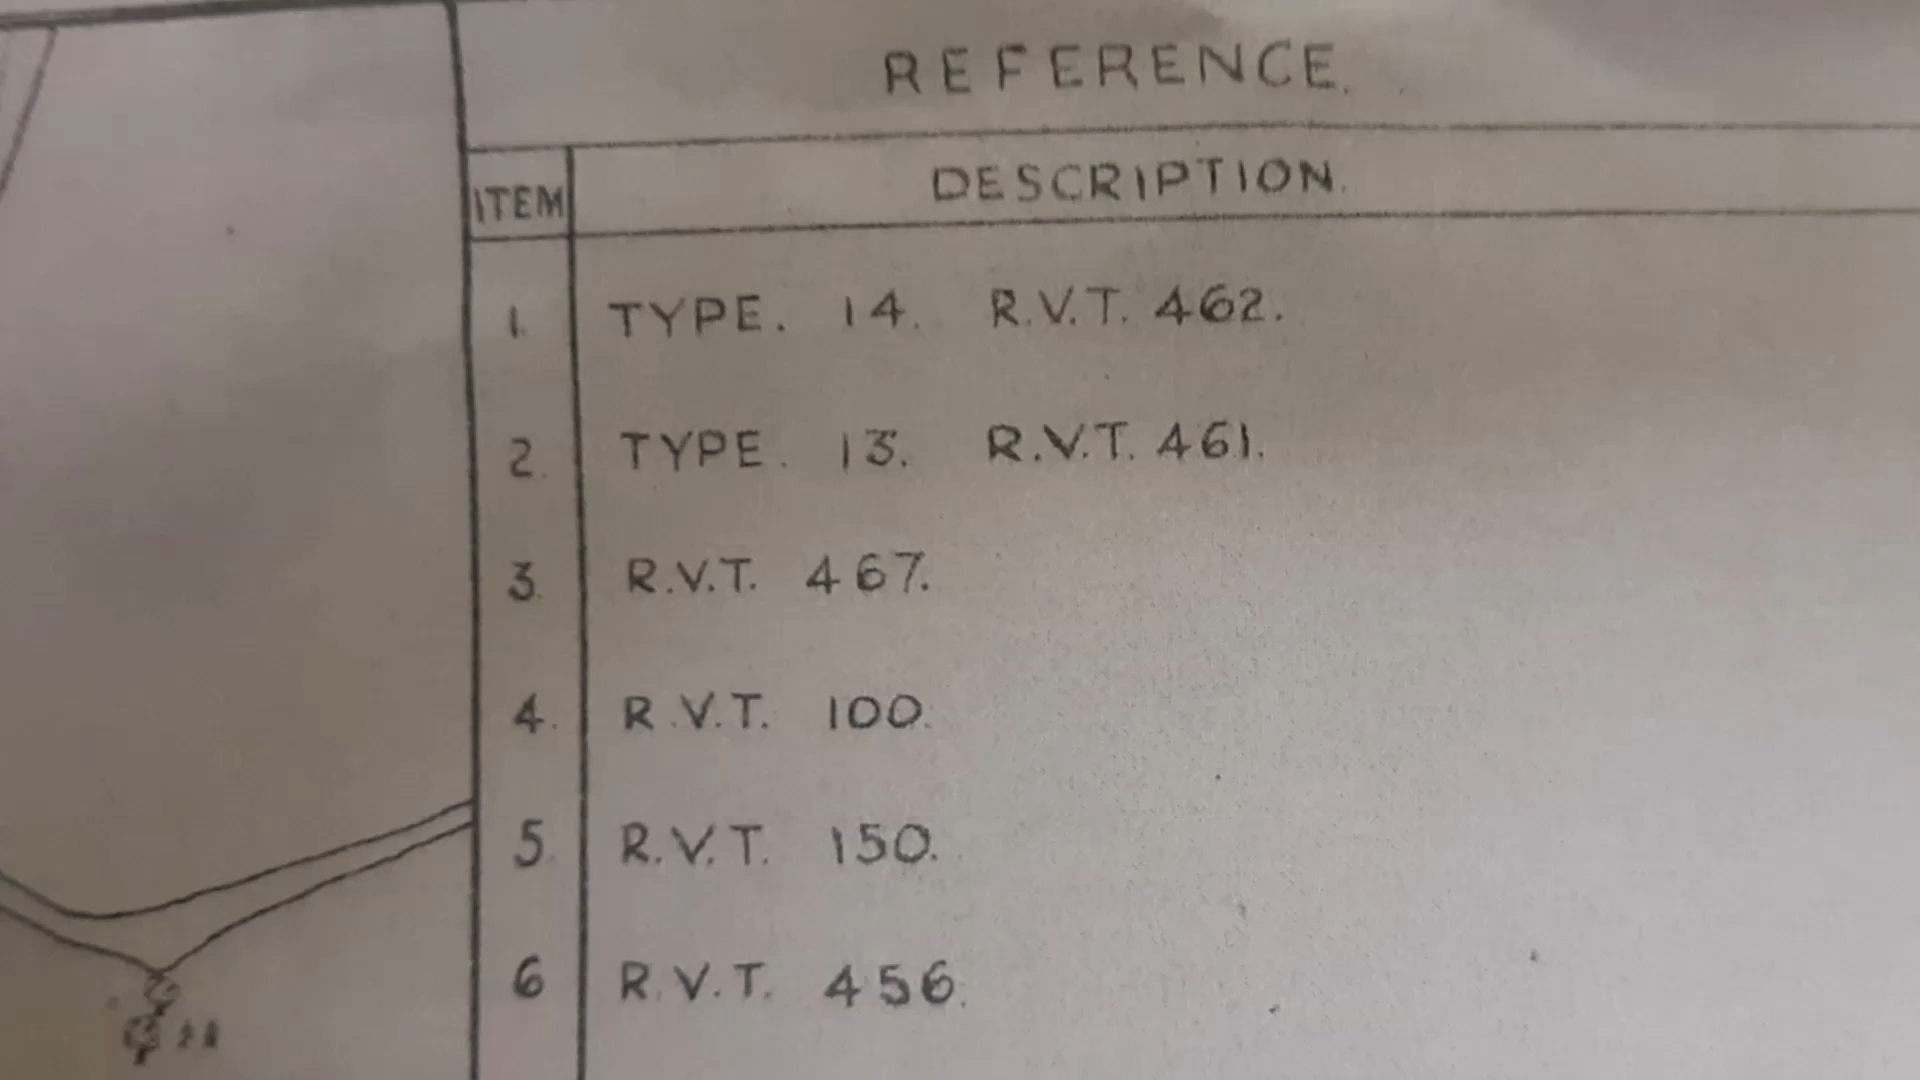 REFERENCE.
ITEM DESCRIPTION.
1. TYPE. 14. R.V.T. 462.
2. TYPE. 13. R.V.T. 461.
3. R.V.T. 467.
4. R.V.T. 100.
5. R.V.T. 150.
6 R.V.T. 456.